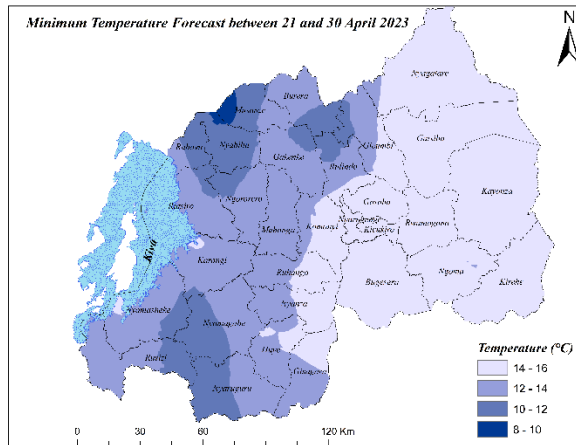 Minimum Temperature Forecast between 21 and 30 April 2023
N
Nyagatare
Burera
Musanze
Gatsibo
Rubavu
Nyabihu
Gakenke
Rulindo
Gicumbi
Kayonza
Rutsiro
Ngororero
Gasabo
Nyarugenge
Kicukiro
Rwamagana
Muhanga
Kamonyi
Kivu
Karongi
Ruhango
Bugesera
Ngoma
Kirehe
Nyamasheke
Nyanza
Nyamagabe
Huye
Rusizi
Gisagara
Nyaruguru
Temperature (°C)
14 - 16
12 - 14
10 - 12
8 - 10
0 30 60 90 120 Km